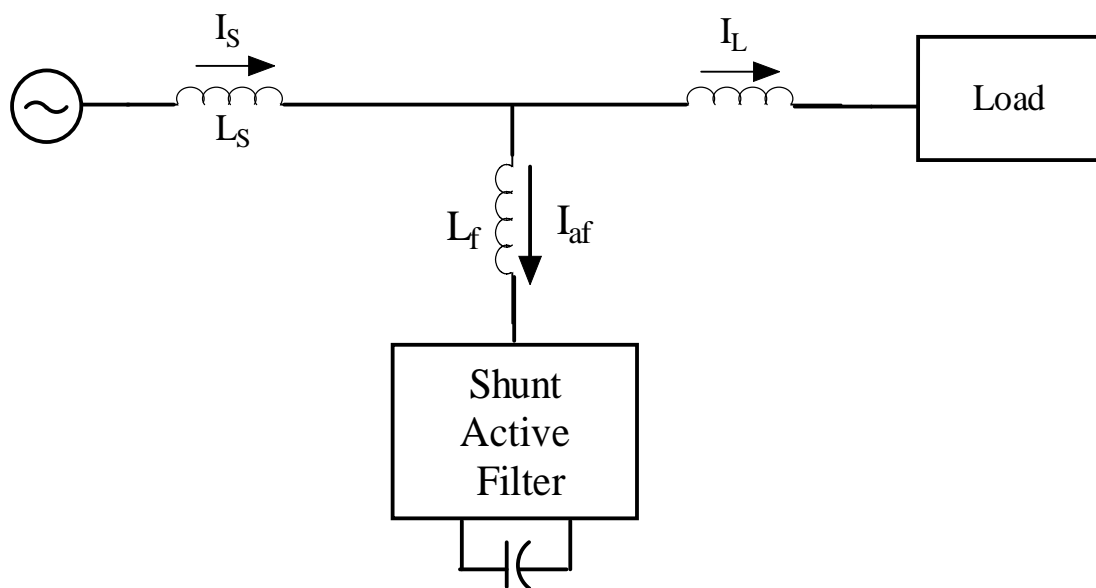 I_S
I_L
L_S
Load
L_f
I_af
Shunt
Active
Filter